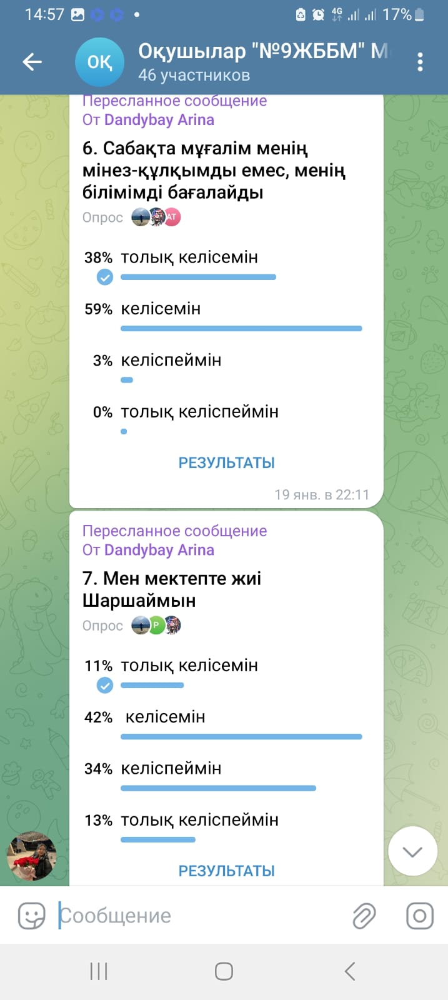 14:57
4G
17%
ОҚ
Оқушылар "№9ЖББМ" М
46 участников
Пересланное сообщение
От Dandybay Arina
6. Сабақта мұғалім менің
мінез-құлқымды емес, менің
білімімді бағалайды
Опрос
АТ
38% толық келісемін
59% келісемін
3% келіспеймін
0% толық келіспеймін
РЕЗУЛЬТАТЫ
19 янв. в 22:11
Пересланное сообщение
От Dandybay Arina
7. Мен мектепте жиі
Шаршаймын
Опрос
Р
11% толық келісемін
42% келісемін
34% келіспеймін
13% толық келіспеймін
РЕЗУЛЬТАТЫ
Сообщение